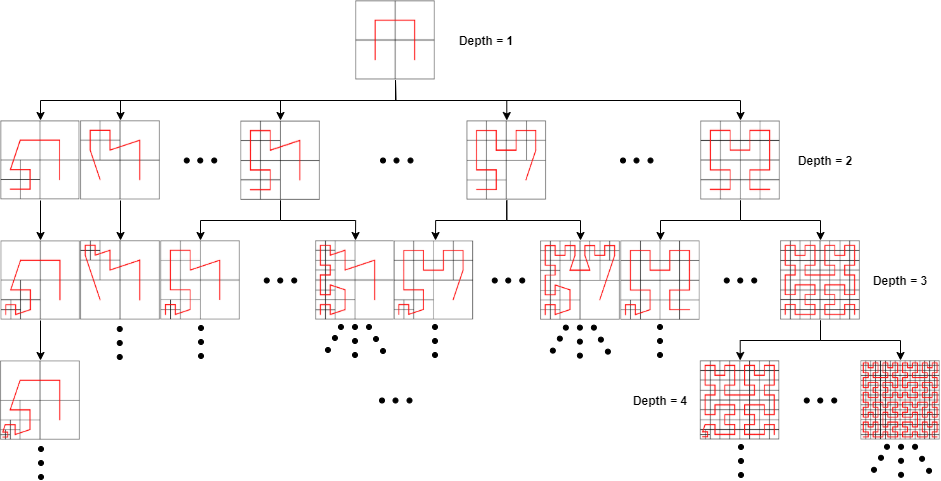 Depth = 1
Depth = 2
Depth = 3
Depth = 4